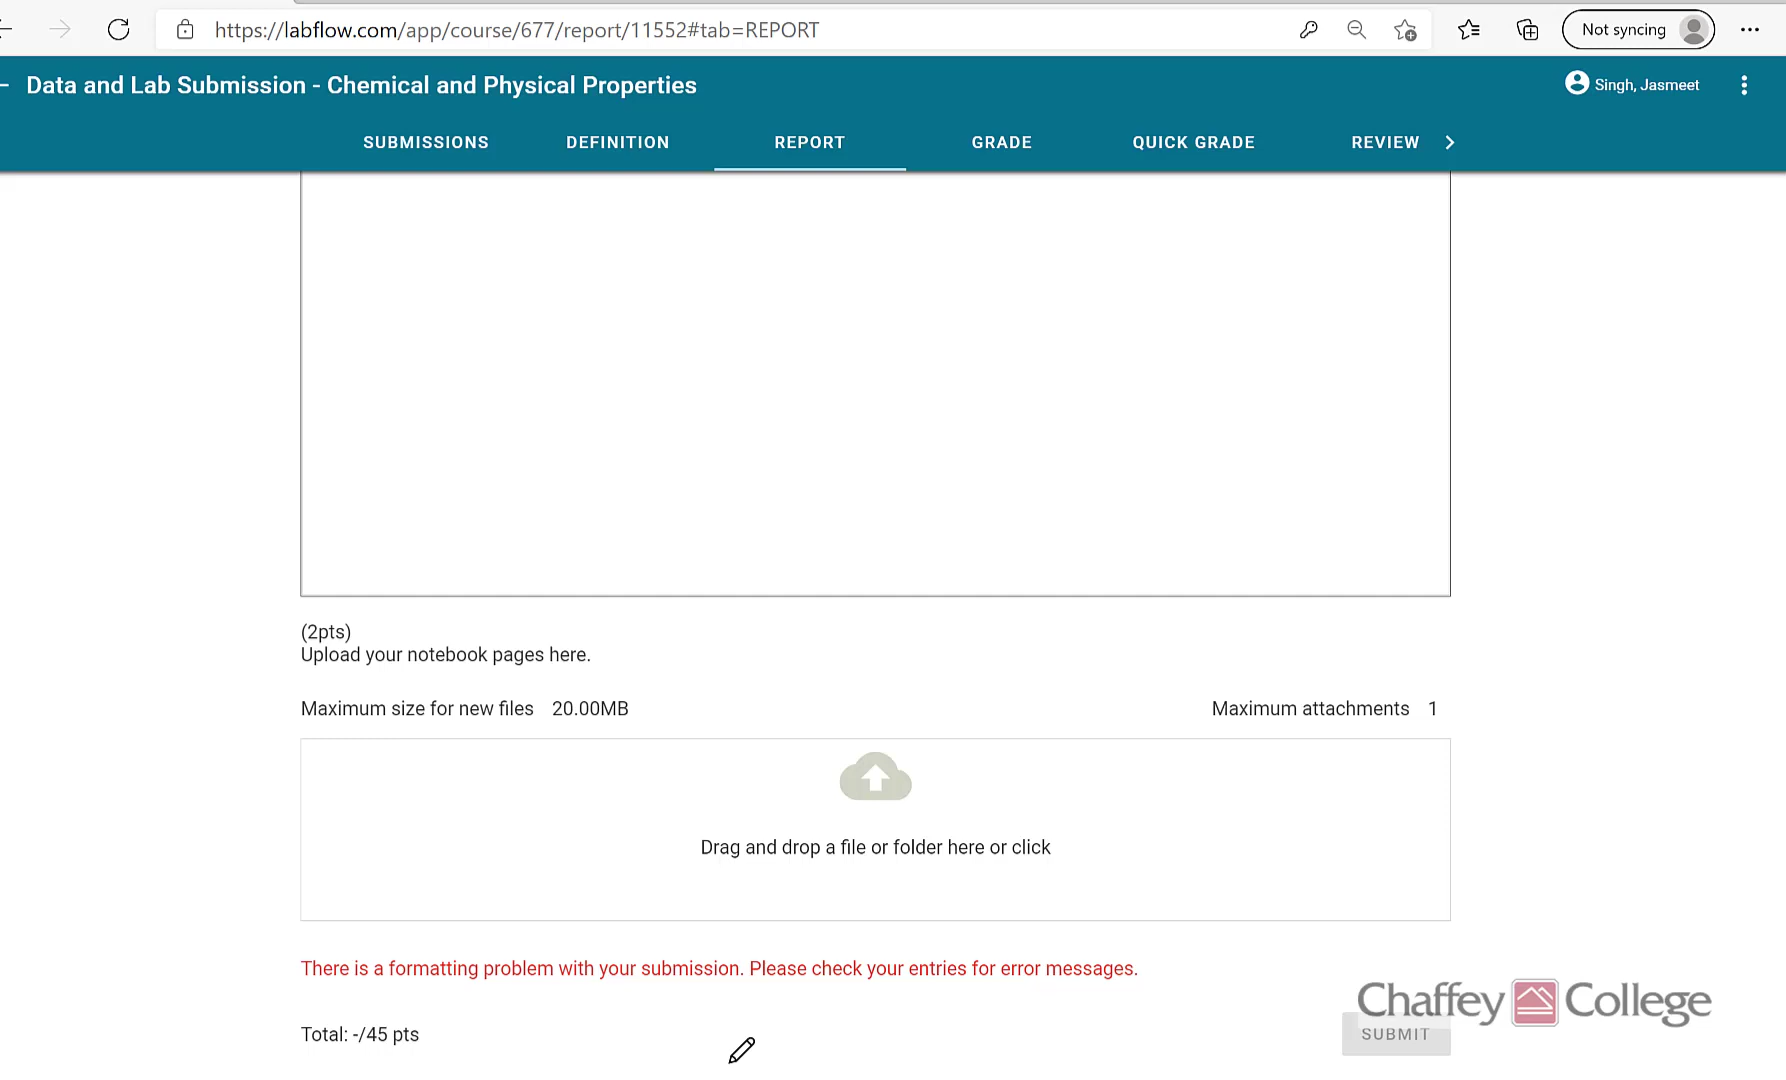 https://labflow.com/app/course/677/report/11552#tab=REPORT
Not syncing
Data and Lab Submission - Chemical and Physical Properties
Singh, Jasmeet
SUBMISSIONS
DEFINITION
REPORT
GRADE
QUICK GRADE
REVIEW
(2pts)
Upload your notebook pages here.
Maximum size for new files 20.00MB
Maximum attachments 1
Drag and drop a file or folder here or click
There is a formatting problem with your submission. Please check your entries for error messages.
Chaffey College
Total: -/45 pts
SUBMIT